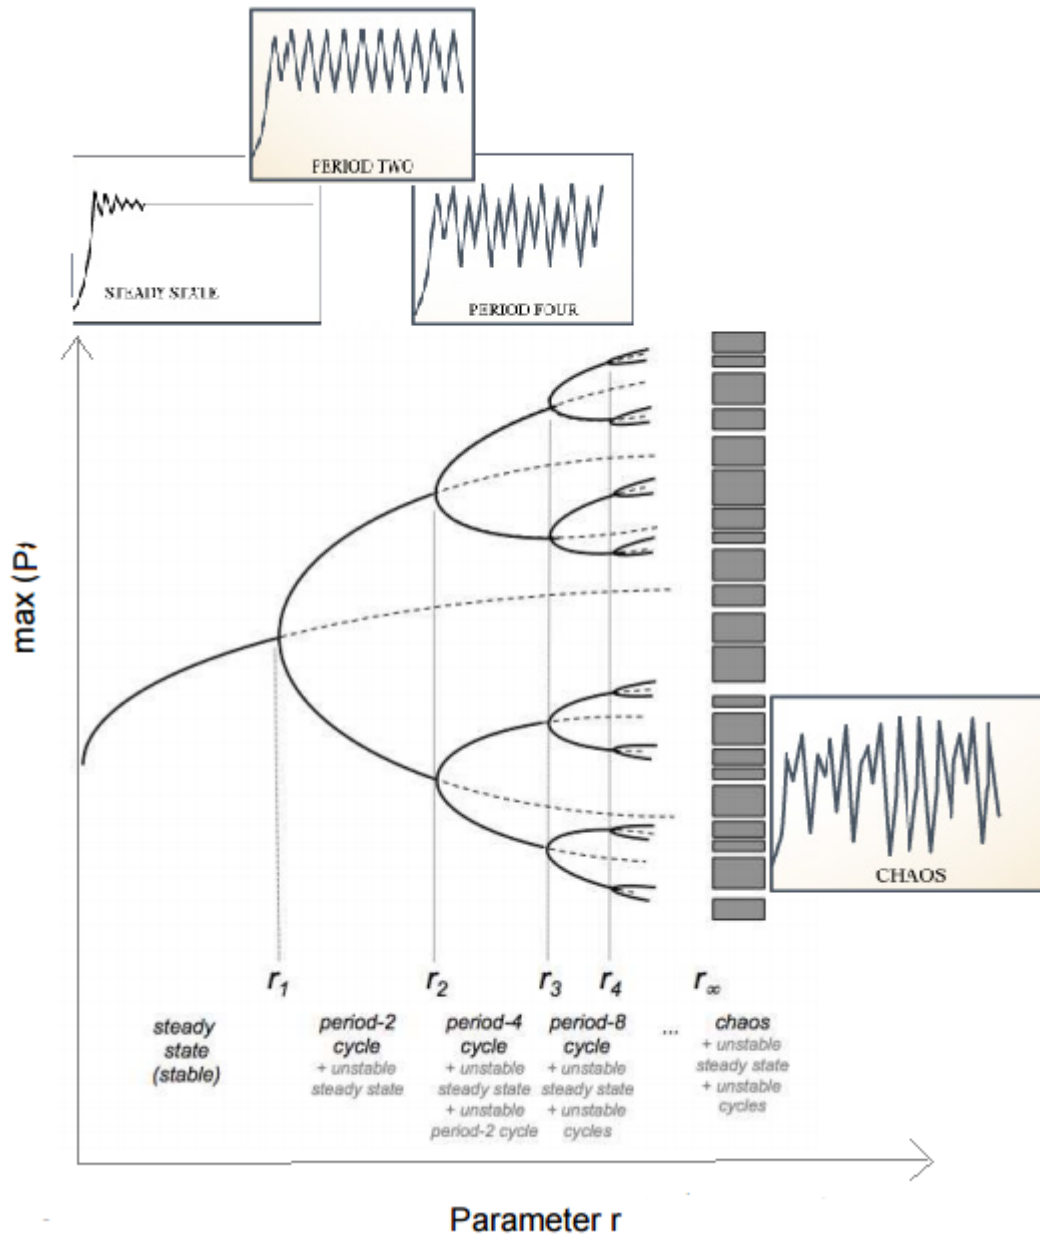 PERIOD TWO
STEADY STATE
PERIOD FOUR
max (P
CHAOS
r1 r2 r3 r4 r∞
steady
state
(stable)
period-2
cycle
+ unstable
steady state
period-4
cycle
+ unstable
steady state
+ unstable
period-2 cycle
period-8
cycle
+ unstable
steady state
+ unstable
cycles
...
chaos
+ unstable
steady state
+ unstable
cycles
Parameter r